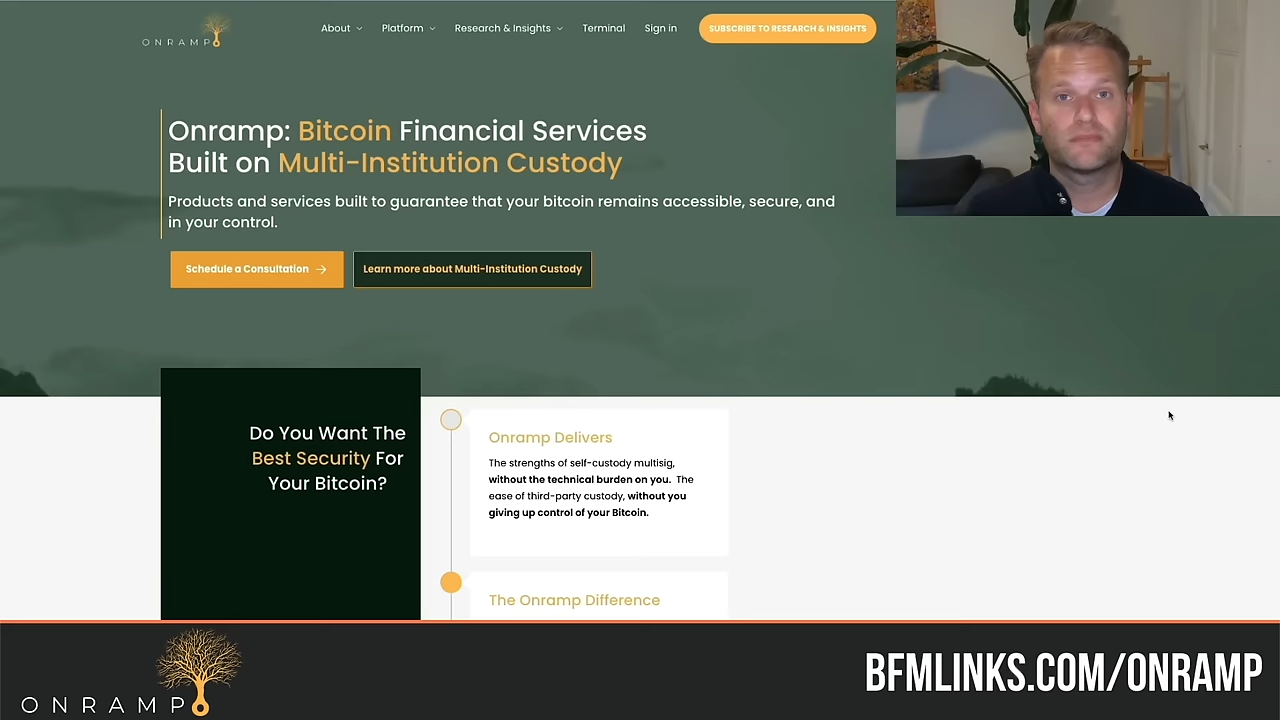 ONRAMP
About
Platform
Research & Insights
Terminal
Sign in
SUBSCRIBE TO RESEARCH & INSIGHTS
Onramp: Bitcoin Financial Services
Built on Multi-Institution Custody
Products and services built to guarantee that your bitcoin remains accessible, secure, and
in your control.
Schedule a Consultation
Learn more about Multi-Institution Custody
Do You Want The
Best Security For
Your Bitcoin?
Onramp Delivers
The strengths of self-custody multisig,
without the technical burden on you. The
ease of third-party custody, without you
giving up control of your Bitcoin.
The Onramp Difference
ONRAMP
BFMLINKS.COM/ONRAMP